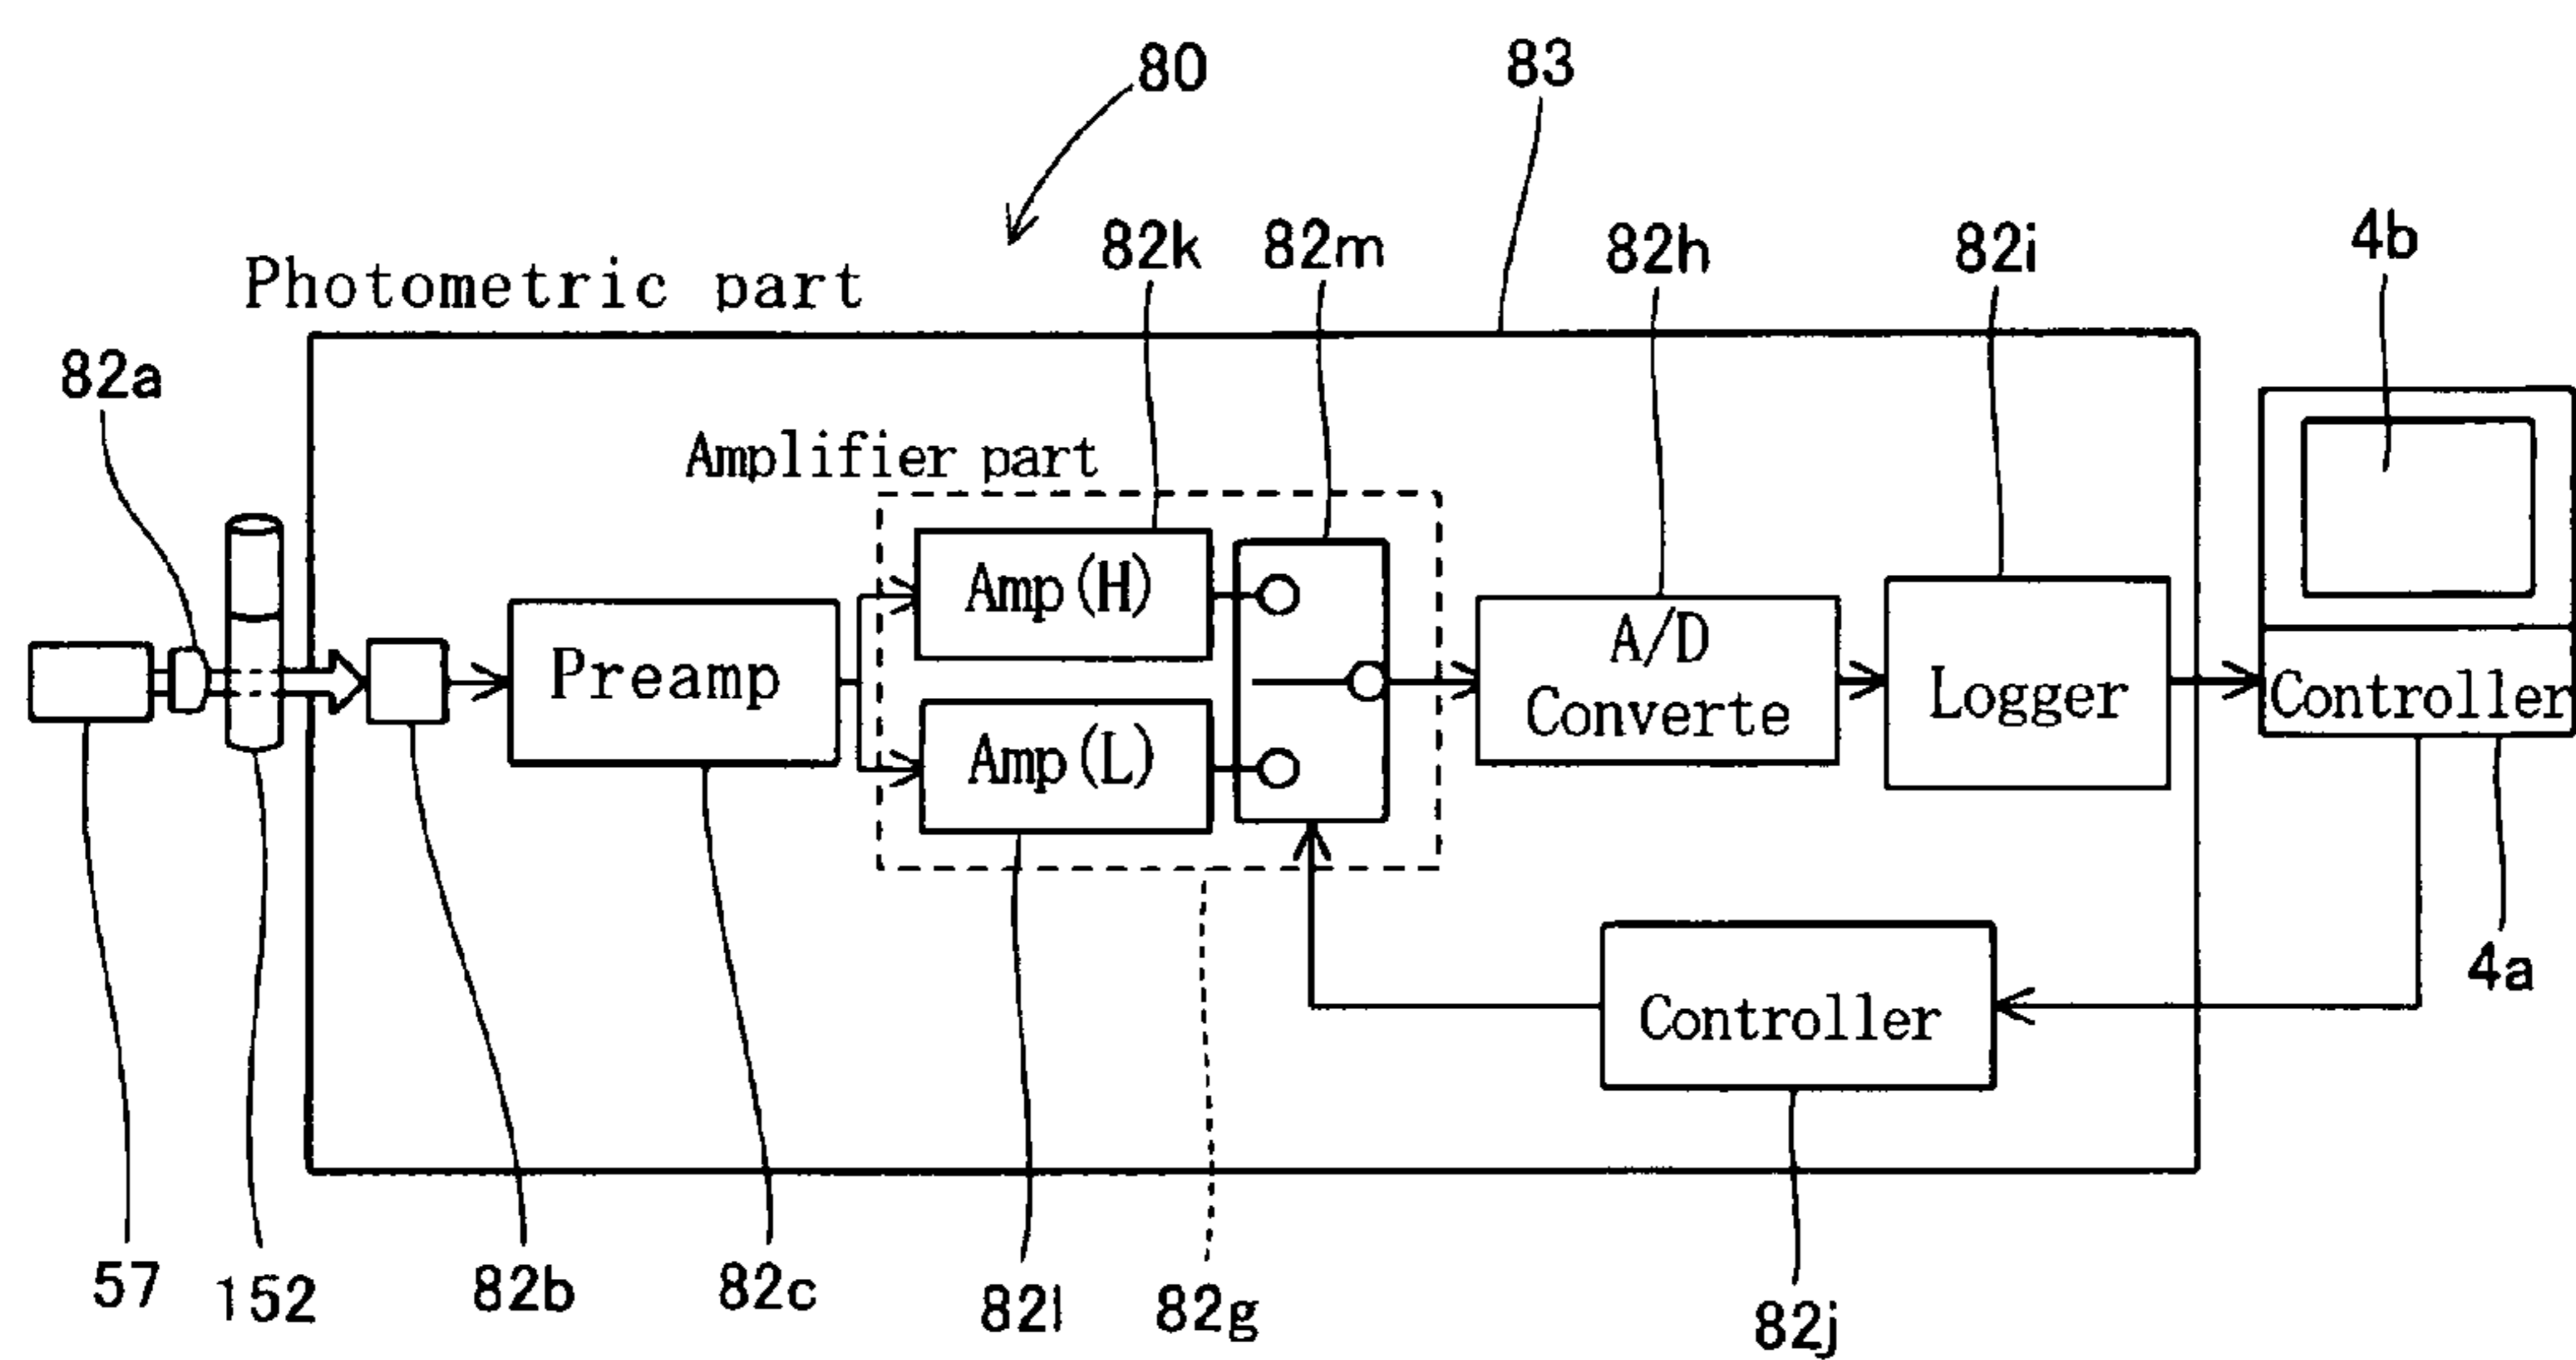 80
83
82k
82m
82h
82i
4b
Photometric part
82a
Amplifier part
Amp(H)
A/D
Converte
Preamp
Logger
Controller
Amp(L)
4a
Controller
57
152
82b
82c
82l
82g
82j